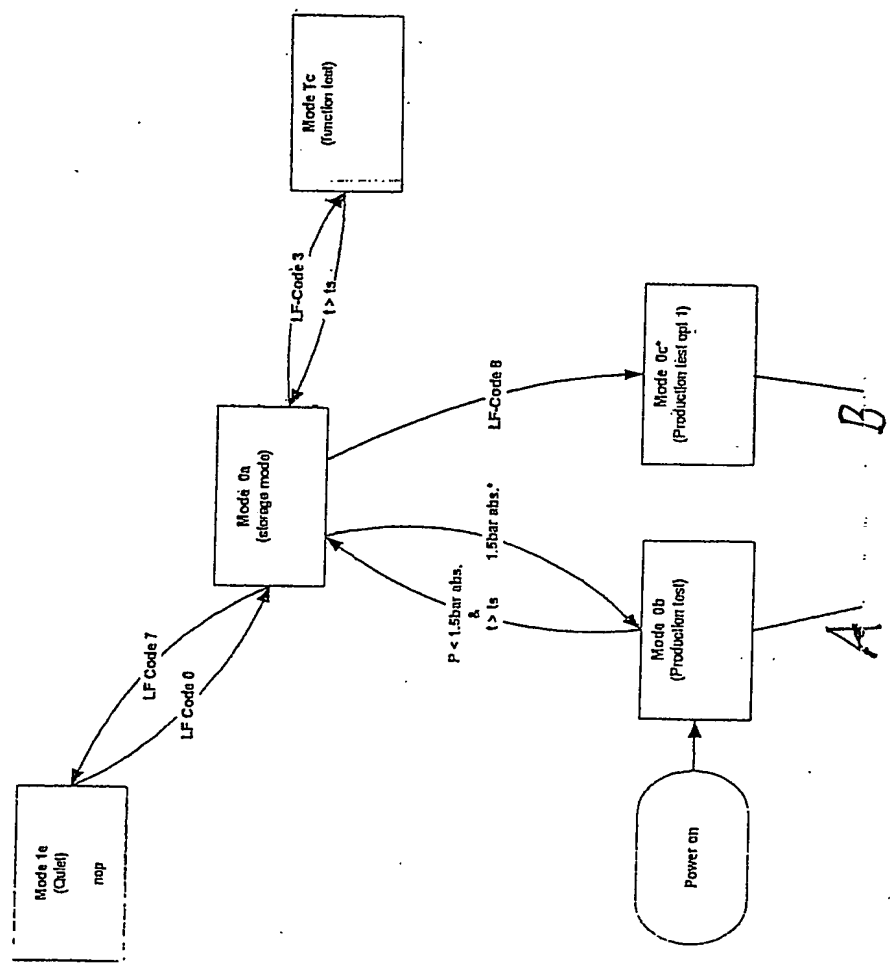 Mode 1e
(Quiet)
nop
LF Code 7
LF Code 0
Mode 0a
(storage mode)
LF-Code 3
t > ts
Mode Tc
(function test)
P < 1.5bar abs.
&
t > ts
1.5bar abs.*
LF-Code 8
Power on
Mode 0b
(Production test)
Mode 0c*
(Production test opt 1)
A
B